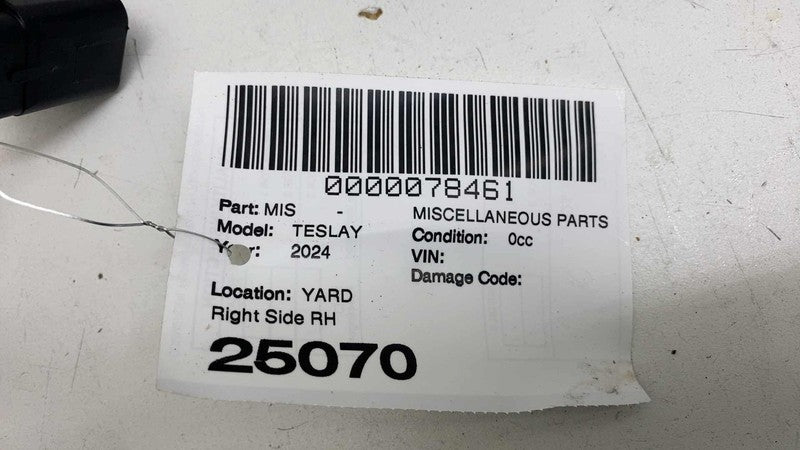 0000078461
Part: MIS - MISCELLANEOUS PARTS
Model: TESLAY Condition: 0cc
Year: 2024 VIN:
Damage Code:
Location: YARD
Right Side RH
25070